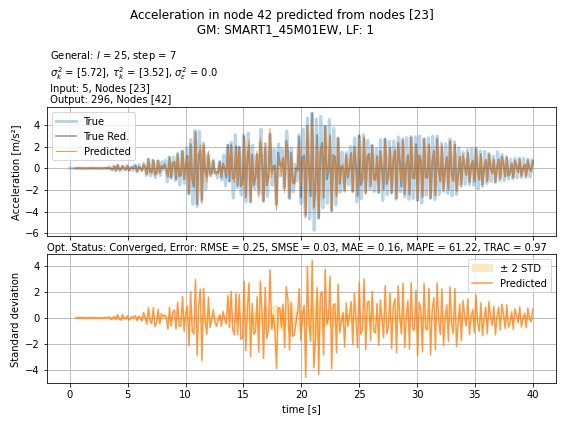 Acceleration in node 42 predicted from nodes [23]
GM: SMART1_45M01EW, LF: 1
General: l = 25, step = 7
σ²ₖ = [5.72], τ²ₖ = [3.52], σ²ε = 0.0
Input: 5, Nodes [23]
Output: 296, Nodes [42]
True
True Red.
Predicted
Acceleration [m/s²]
4
2
0
−2
−4
−6
Opt. Status: Converged, Error: RMSE = 0.25, SMSE = 0.03, MAE = 0.16, MAPE = 61.22, TRAC = 0.97
± 2 STD
Predicted
Standard deviation
4
2
0
−2
−4
0 5 10 15 20 25 30 35 40
time [s]